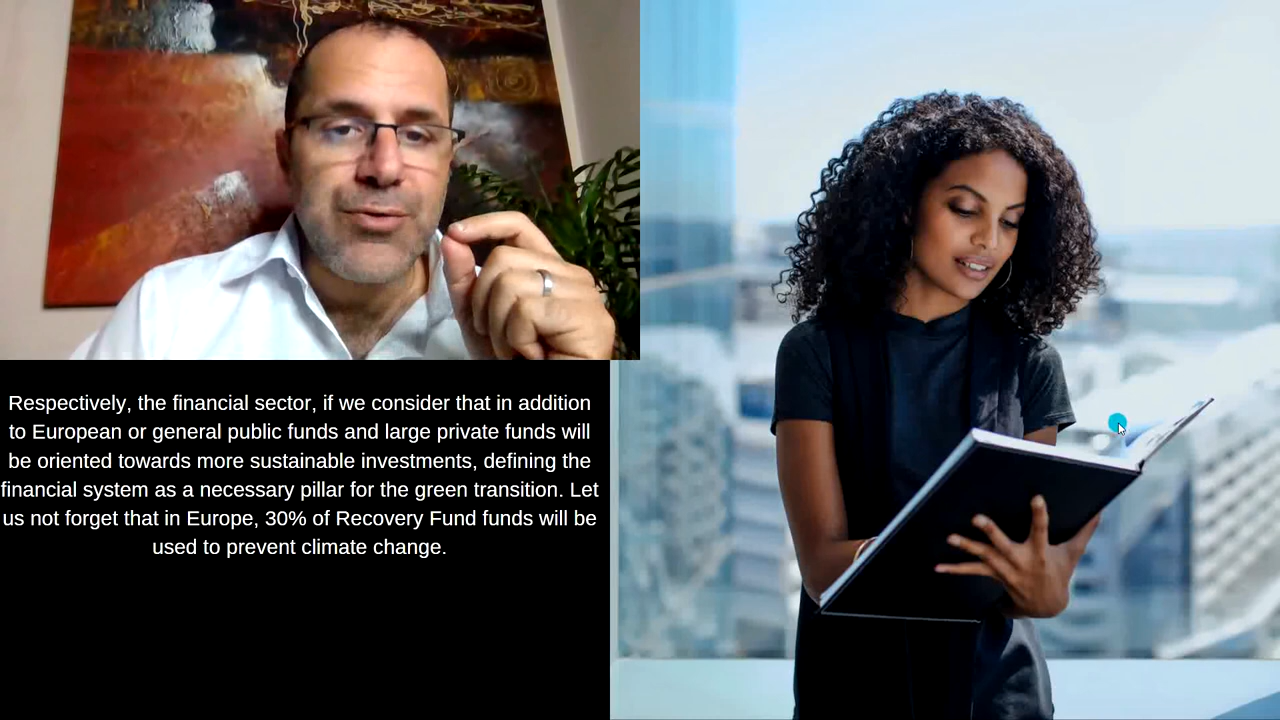 Respectively, the financial sector, if we consider that in addition
to European or general public funds and large private funds will
be oriented towards more sustainable investments, defining the
financial system as a necessary pillar for the green transition. Let
us not forget that in Europe, 30% of Recovery Fund funds will be
used to prevent climate change.